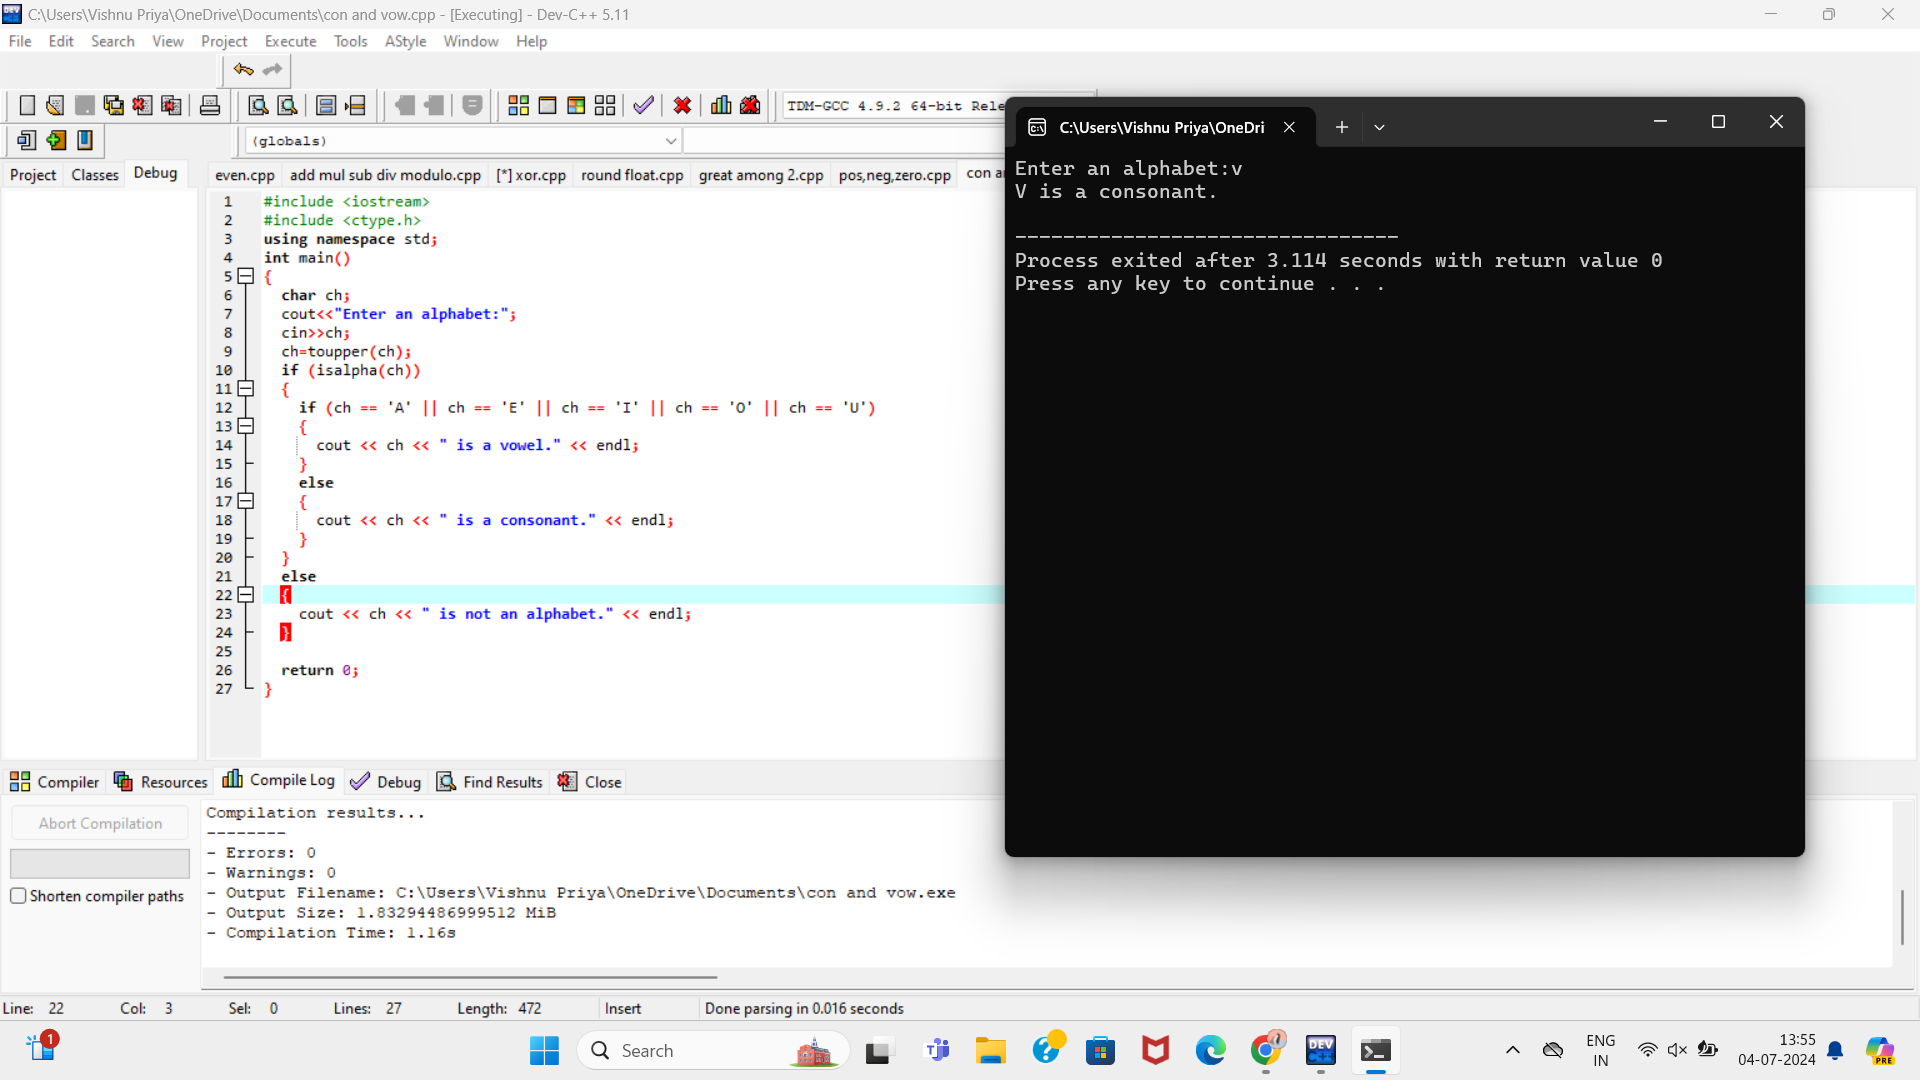 C:\Users\Vishnu Priya\OneDrive\Documents\con and vow.cpp - [Executing] - Dev-C++ 5.11
File Edit Search View Project Execute Tools AStyle Window Help
TDM-GCC 4.9.2 64-bit Rele
(globals)
Project Classes Debug
even.cpp add mul sub div modulo.cpp [*] xor.cpp round float.cpp great among 2.cpp pos,neg,zero.cpp con a
1 #include <iostream>
2 #include <ctype.h>
3 using namespace std;
4 int main()
5 {
6 char ch;
7 cout<<"Enter an alphabet:";
8 cin>>ch;
9 ch=toupper(ch);
10 if (isalpha(ch))
11 {
12 if (ch == 'A' || ch == 'E' || ch == 'I' || ch == 'O' || ch == 'U')
13 {
14 cout << ch << " is a vowel." << endl;
15 }
16 else
17 {
18 cout << ch << " is a consonant." << endl;
19 }
20 }
21 else
22 {
23 cout << ch << " is not an alphabet." << endl;
24 }
25
26 return 0;
27 }
C:\Users\Vishnu Priya\OneDri
Enter an alphabet:v
V is a consonant.
--------------------------------
Process exited after 3.114 seconds with return value 0
Press any key to continue . . .
Compiler Resources Compile Log Debug Find Results Close
Abort Compilation
Shorten compiler paths
Compilation results...
--------
- Errors: 0
- Warnings: 0
- Output Filename: C:\Users\Vishnu Priya\OneDrive\Documents\con and vow.exe
- Output Size: 1.83294486999512 MiB
- Compilation Time: 1.16s
Line: 22 Col: 3 Sel: 0 Lines: 27 Length: 472 Insert Done parsing in 0.016 seconds
1
Search
DEV
ENG
IN
13:55
04-07-2024
PRE